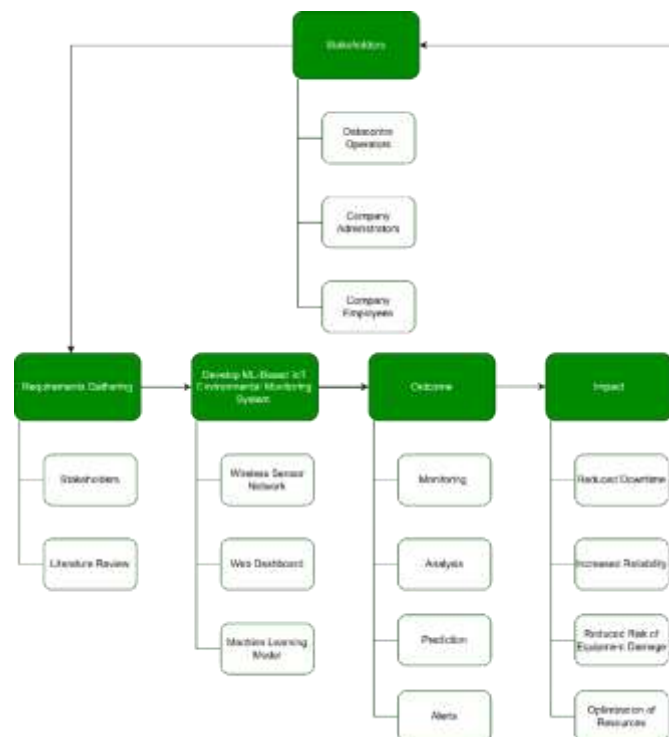 Stakeholders
Datacentre
Operators
Company
Administrators
Company
Employees
Requirements Gathering
Develop ML-Based IoT
Environmental Monitoring
System
Outcome
Impact
Stakeholders
Literature Review
Wireless Sensor
Network
Web Dashboard
Machine Learning
Model
Monitoring
Analysis
Prediction
Alerts
Reduced Downtime
Increased Reliability
Reduced Risk of
Equipment Damage
Optimization of
Resources